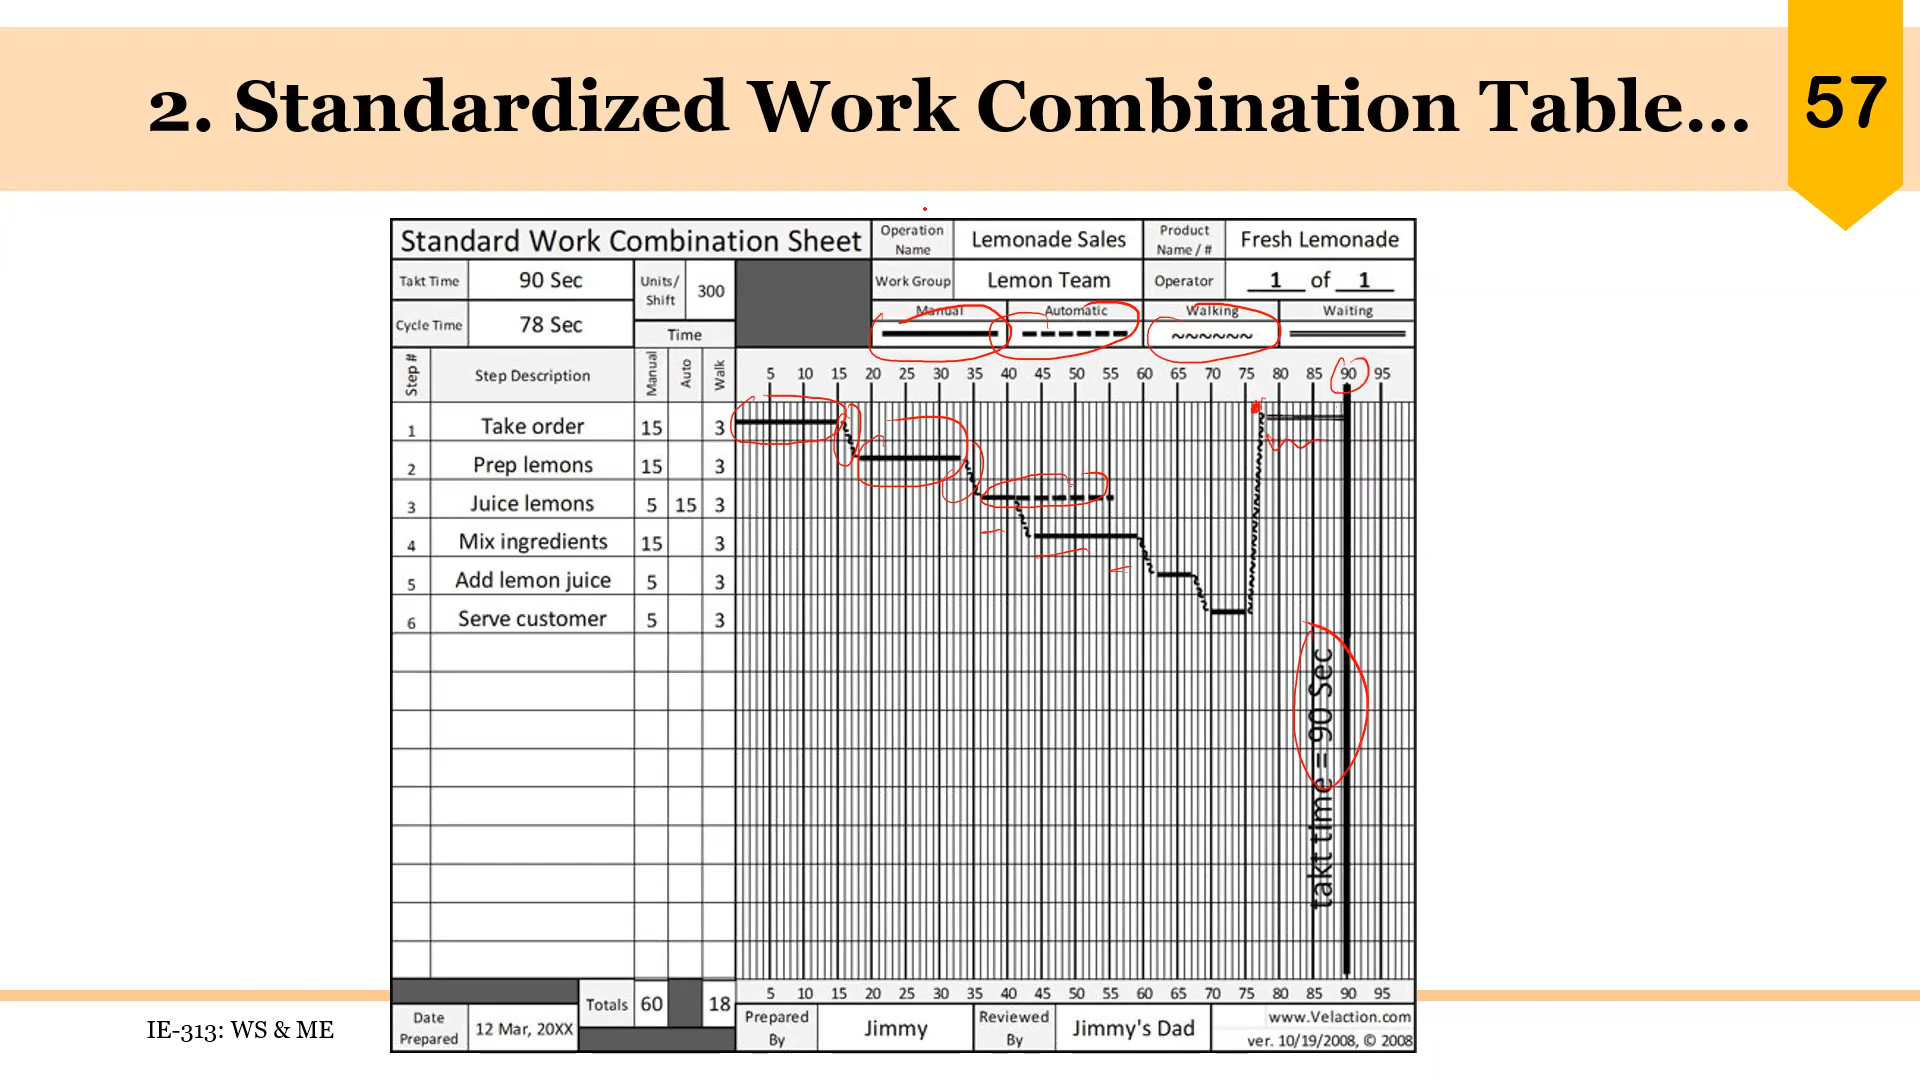 2. Standardized Work Combination Table...
57
Standard Work Combination Sheet
Operation Name
Lemonade Sales
Product Name / #
Fresh Lemonade
Takt Time
90 Sec
Units/ Shift
300
Work Group
Lemon Team
Operator
1 of 1
Cycle Time
78 Sec
Time
Manual
Automatic
Walking
Waiting
~~~~~~
Step #
Step Description
Manual
Auto
Walk
5 10 15 20 25 30 35 40 45 50 55 60 65 70 75 80 85 90 95
1 Take order 15 3
2 Prep lemons 15 3
3 Juice lemons 5 15 3
4 Mix ingredients 15 3
5 Add lemon juice 5 3
6 Serve customer 5 3
takt time = 90 Sec
Totals 60 18
5 10 15 20 25 30 35 40 45 50 55 60 65 70 75 80 85 90 95
Date Prepared
12 Mar, 20XX
Prepared By
Jimmy
Reviewed By
Jimmy's Dad
www.Velaction.com
ver. 10/19/2008, © 2008
IE-313: WS & ME